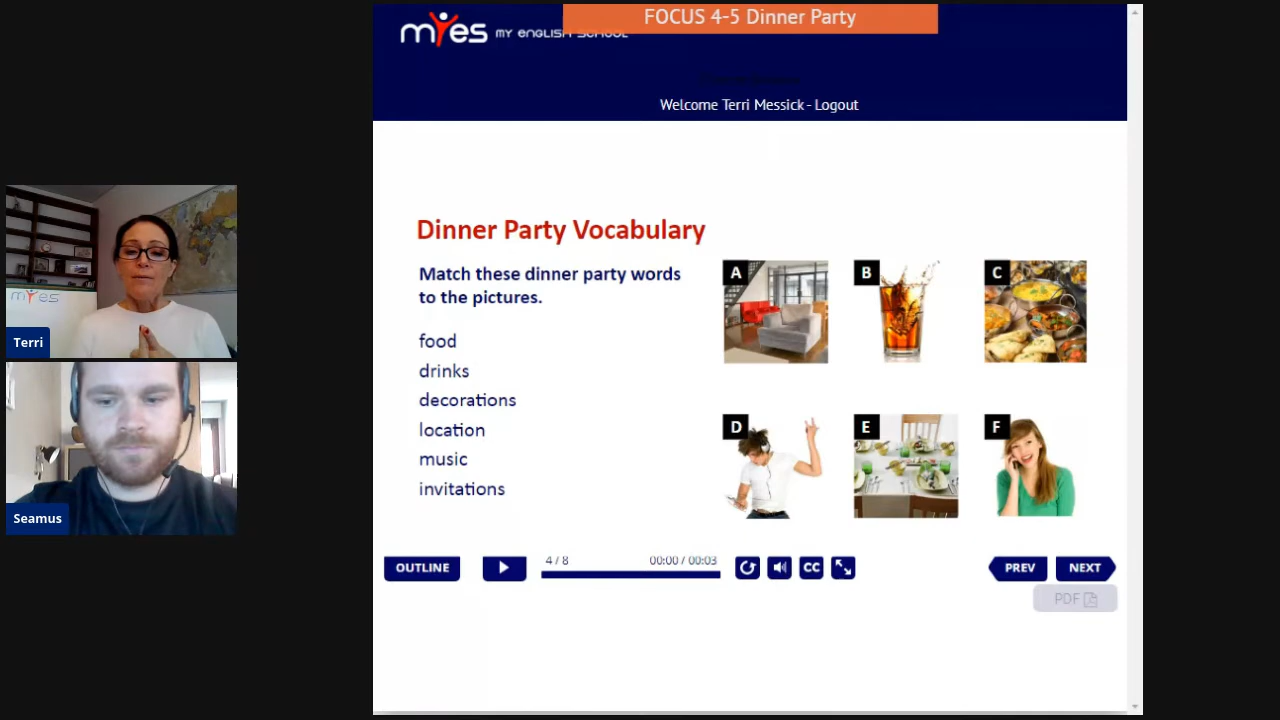 FOCUS 4-5 Dinner Party
myes MY ENGLISH SCHOOL
Welcome Terri Messick - Logout
Dinner Party Vocabulary
Match these dinner party words
to the pictures.
food
drinks
decorations
location
music
invitations
A
B
C
D
E
F
OUTLINE
4 / 8
00:00 / 00:03
CC
PREV
NEXT
PDF
myes
Terri
Seamus